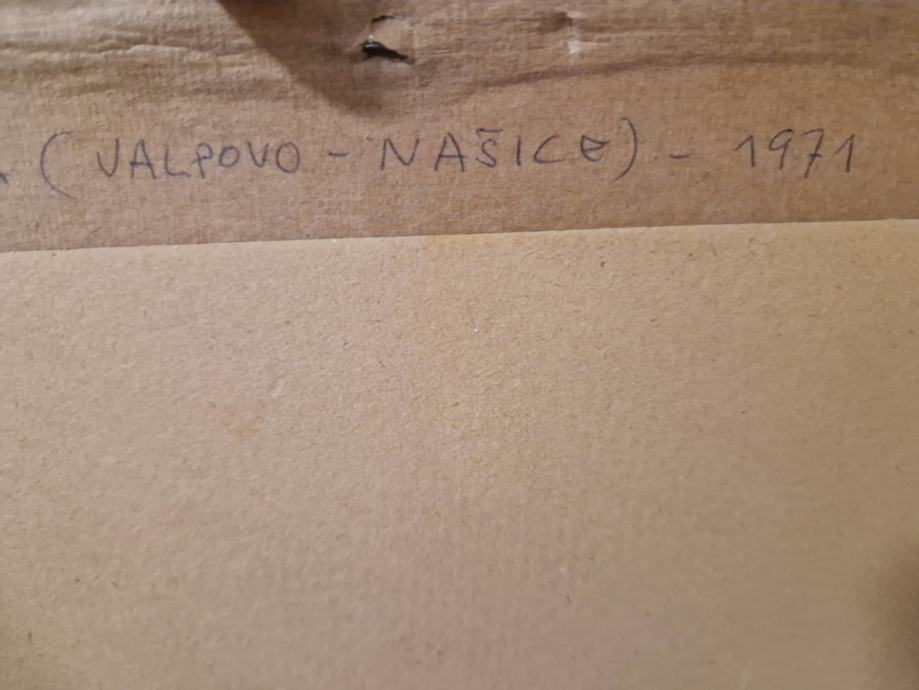 (VALPOVO - NAŠICE) - 1971